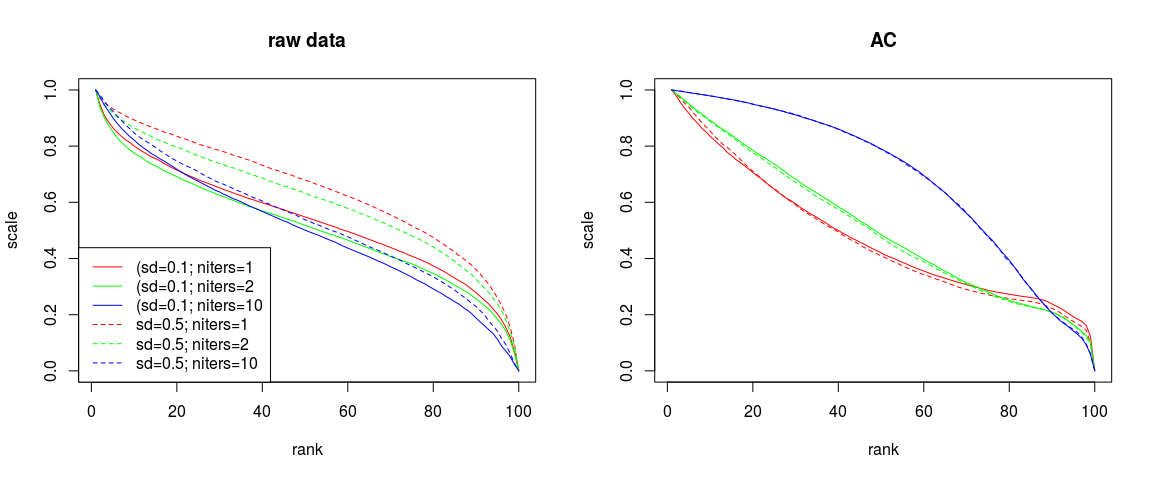 raw data
scale
1.0
0.8
0.6
0.4
0.2
0.0
(sd=0.1; niters=1
(sd=0.1; niters=2
(sd=0.1; niters=10
sd=0.5; niters=1
sd=0.5; niters=2
sd=0.5; niters=10
0 20 40 60 80 100
rank
AC
scale
1.0
0.8
0.6
0.4
0.2
0.0
0 20 40 60 80 100
rank